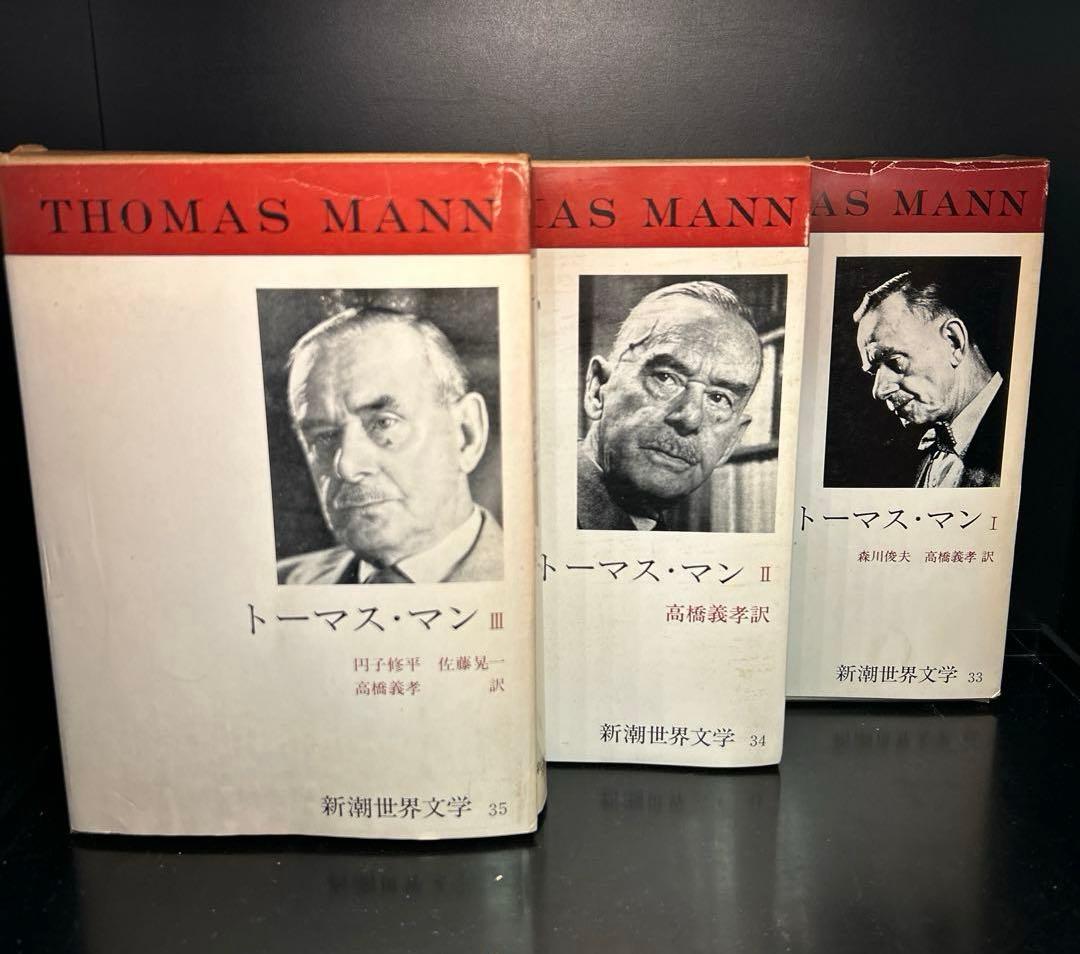 THOMAS MANN
トーマス・マン III
円子修平 佐藤晃一
高橋義孝 訳
新潮世界文学 35
AS MANN
トーマス・マン II
高橋義孝訳
新潮世界文学 34
AS MANN
トーマス・マン I
森川俊夫 高橋義孝 訳
新潮世界文学 33